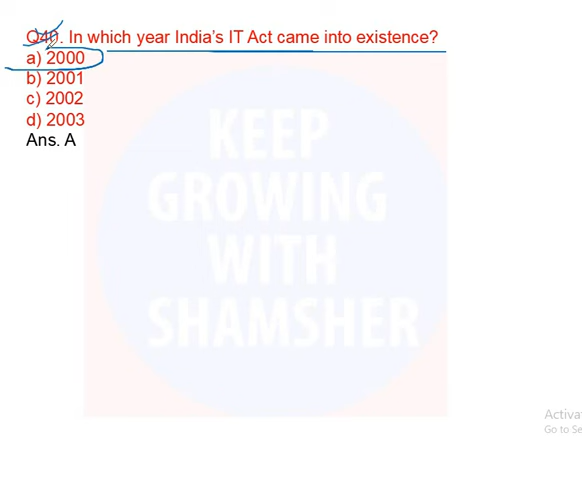 Q40. In which year India's IT Act came into existence?
a) 2000
b) 2001
c) 2002
d) 2003
Ans. A
KEEP
GROWING
WITH
SHAMSHER
Activa
Go to Se